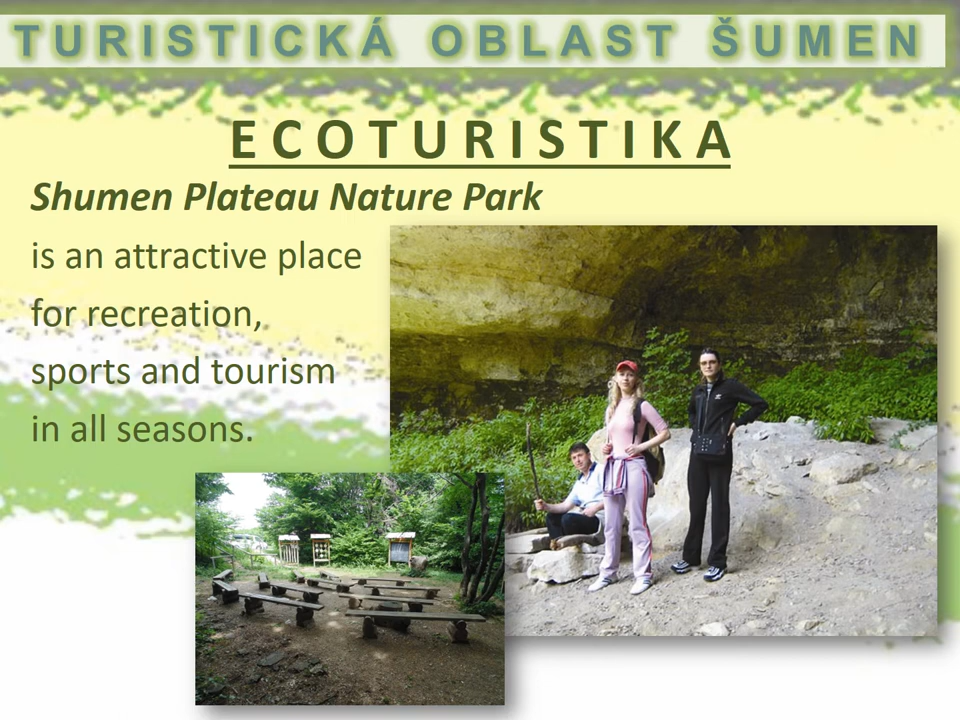 TURISTICKÁ OBLAST ŠUMEN
ECOTURISTIKA
Shumen Plateau Nature Park
is an attractive place
for recreation,
sports and tourism
in all seasons.